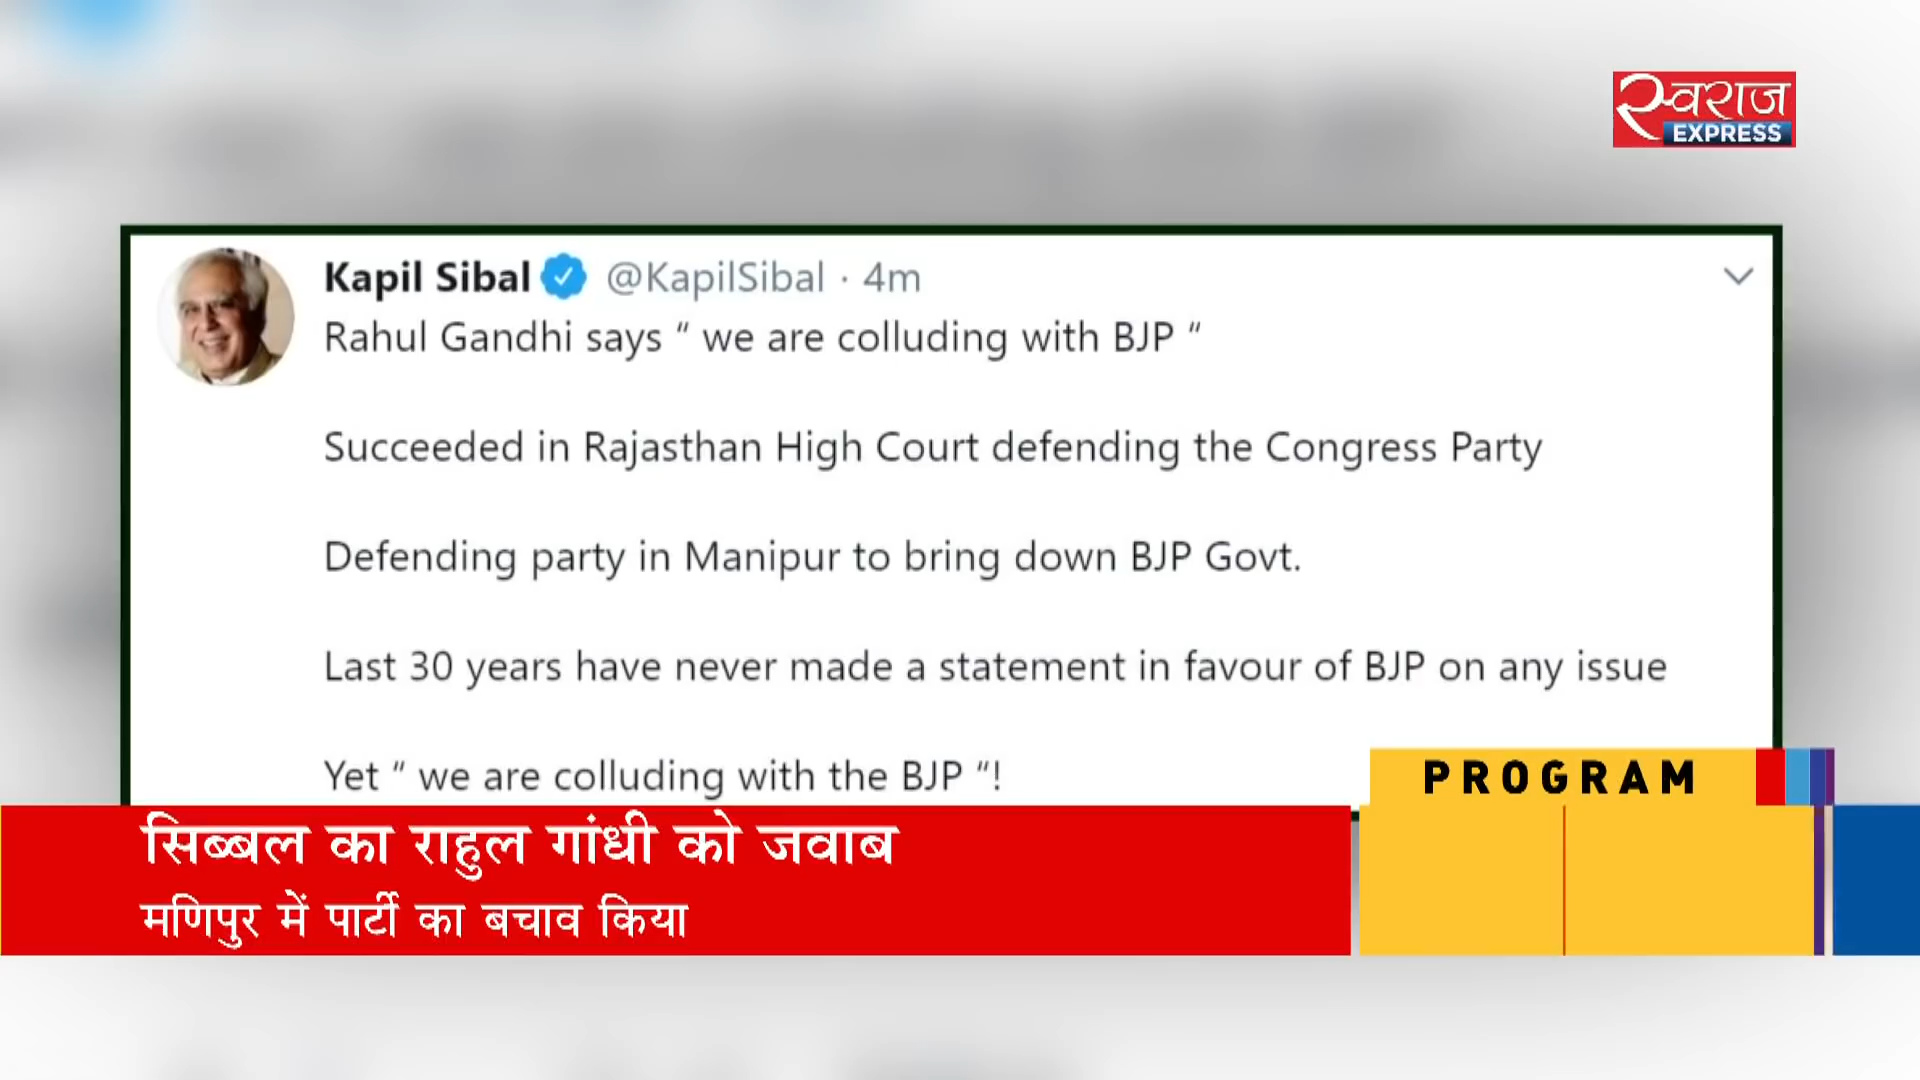 स्वराज
EXPRESS
Kapil Sibal @KapilSibal · 4m
Rahul Gandhi says “ we are colluding with BJP “
Succeeded in Rajasthan High Court defending the Congress Party
Defending party in Manipur to bring down BJP Govt.
Last 30 years have never made a statement in favour of BJP on any issue
Yet “ we are colluding with the BJP “!
PROGRAM
सिब्बल का राहुल गांधी को जवाब
मणिपुर में पार्टी का बचाव किया